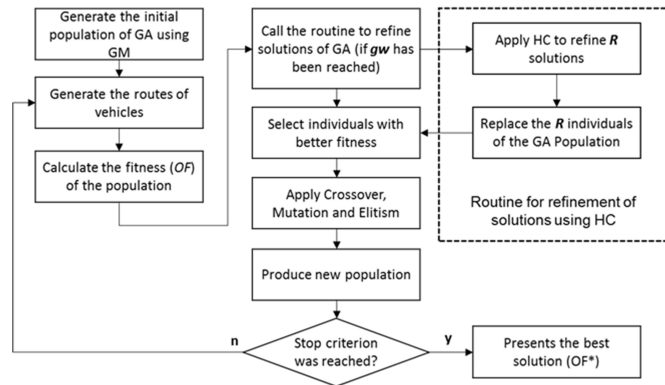 Generate the initial
population of GA using
GM
Generate the routes of
vehicles
Calculate the fitness (OF)
of the population
Call the routine to refine
solutions of GA (if gw has
been reached)
Select individuals with
better fitness
Apply Crossover,
Mutation and Elitism
Produce new population
Stop criterion
was reached?
n
y
Apply HC to refine R
solutions
Replace the R individuals
of the GA Population
Routine for refinement of
solutions using HC
Presents the best
solution (OF*)